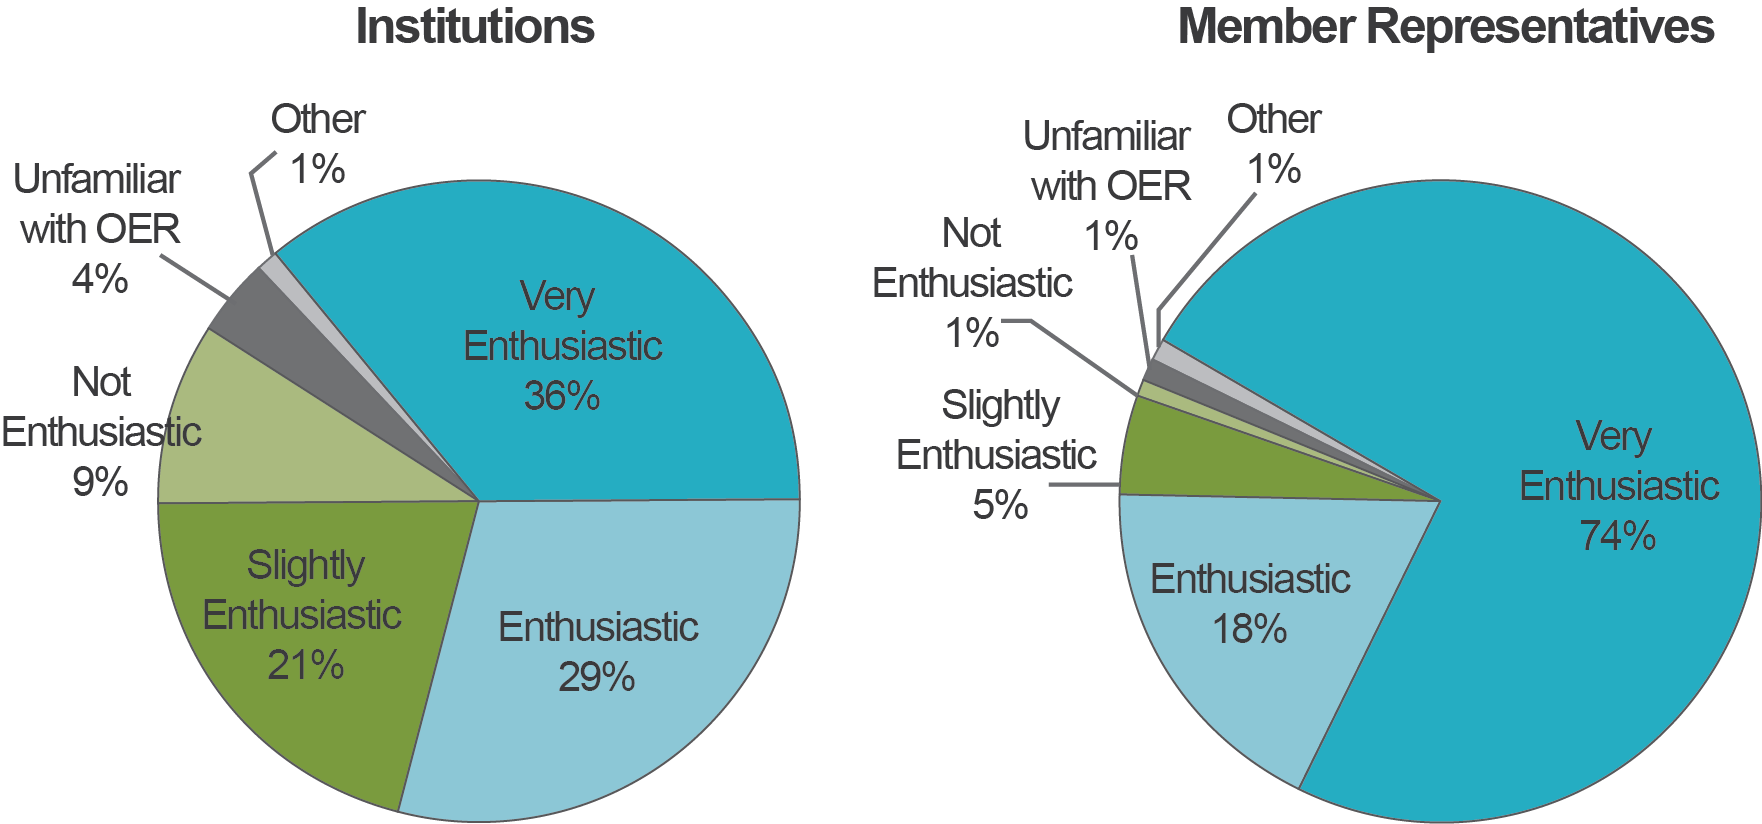 Institutions
Other
1%
Unfamiliar
with OER
4%
Not
Enthusiastic
9%
Very
Enthusiastic
36%
Slightly
Enthusiastic
21%
Enthusiastic
29%
Member Representatives
Other
1%
Unfamiliar
with OER
1%
Not
Enthusiastic
1%
Slightly
Enthusiastic
5%
Very
Enthusiastic
74%
Enthusiastic
18%